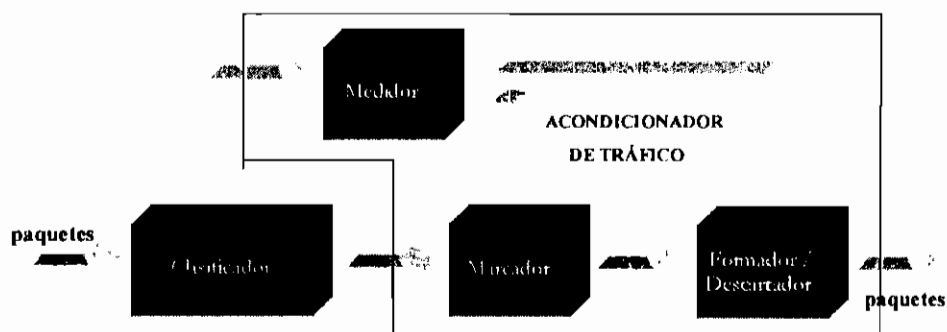 Medidor
ACONDICIONADOR
DE TRÁFICO
paquetes
Clasificador
Marcador
Formador /
Descartador
paquetes